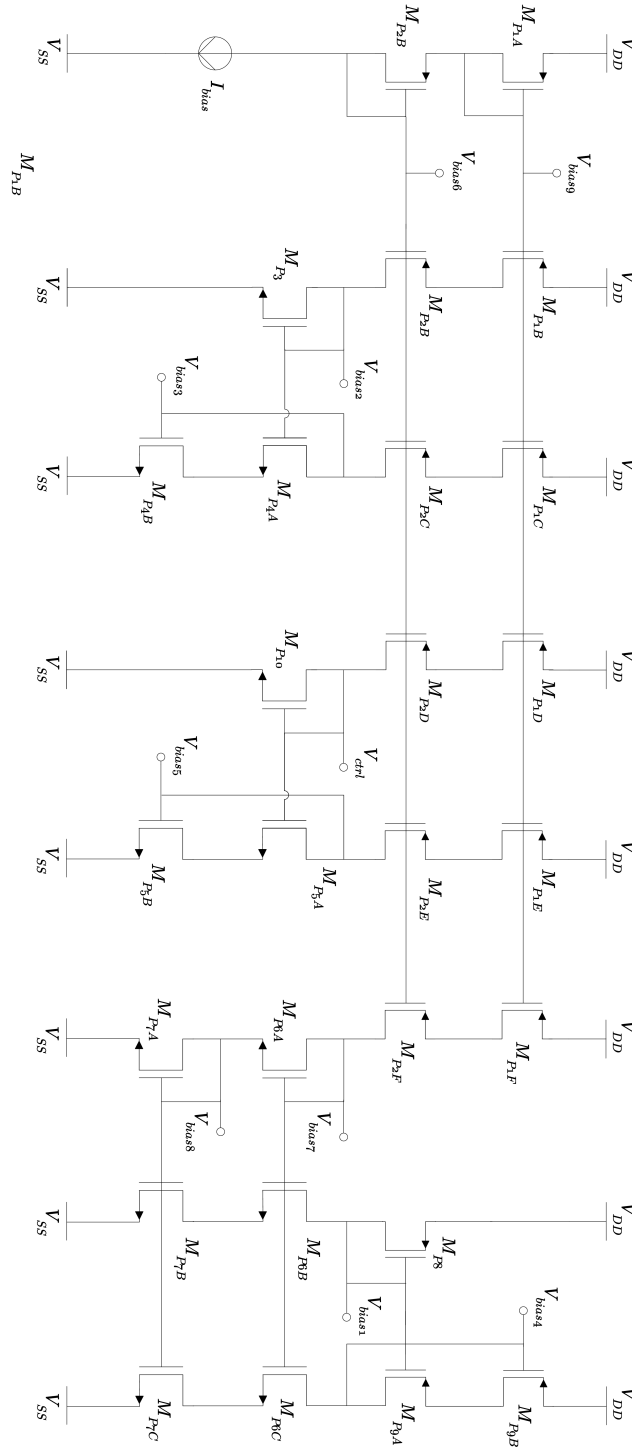 V_DD V_DD V_DD V_DD V_DD V_DD V_DD V_DD
V_bias9 V_bias4
M_P1A M_P1B M_P1C M_P1D M_P1E M_P1F M_P9B
V_bias6 M_P8
M_P2B M_P2B M_P2C M_P2D M_P2E M_P2F M_P9A
V_bias2 V_ctrl V_bias7 V_bias1
M_P3 M_P4A M_P10 M_P5A M_P6A M_P6B M_P6C
I_bias V_bias3 V_bias5 V_bias8
M_P4B M_P5B M_P7A M_P7B M_P7C
V_SS V_SS V_SS V_SS V_SS V_SS V_SS V_SS
M_P1B